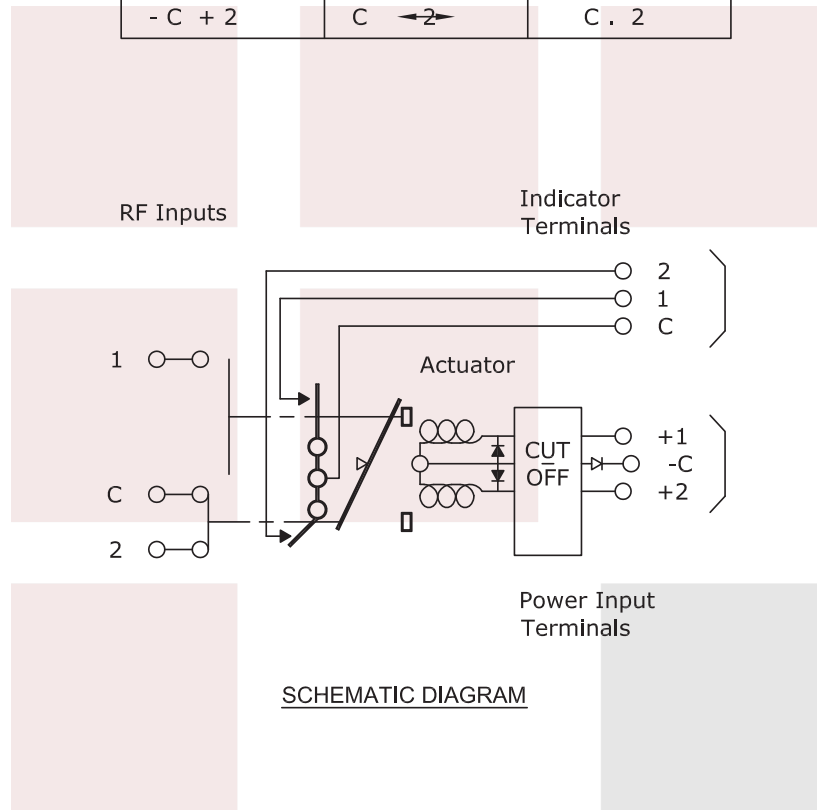 - C + 2 C ↔ 2 C . 2
RF Inputs
Indicator
Terminals
2
1
C
1
Actuator
CUT
OFF
+1
-C
+2
C
2
Power Input
Terminals
SCHEMATIC DIAGRAM